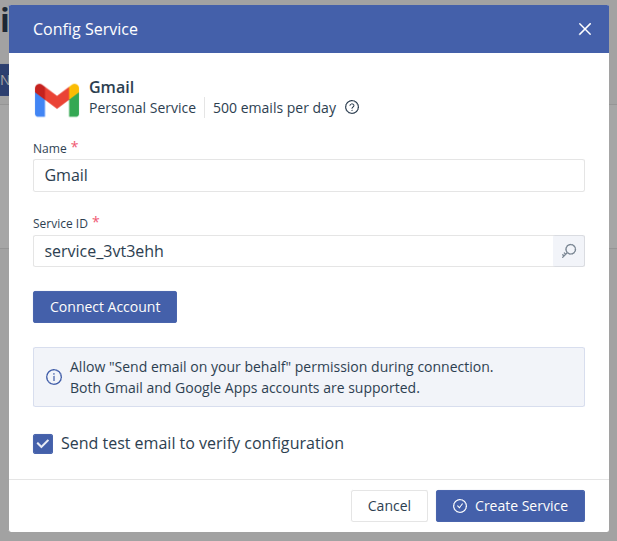 Config Service
Gmail
Personal Service 500 emails per day
Name *
Gmail
Service ID *
service_3vt3ehh
Connect Account
Allow "Send email on your behalf" permission during connection.
Both Gmail and Google Apps accounts are supported.
Send test email to verify configuration
Cancel Create Service